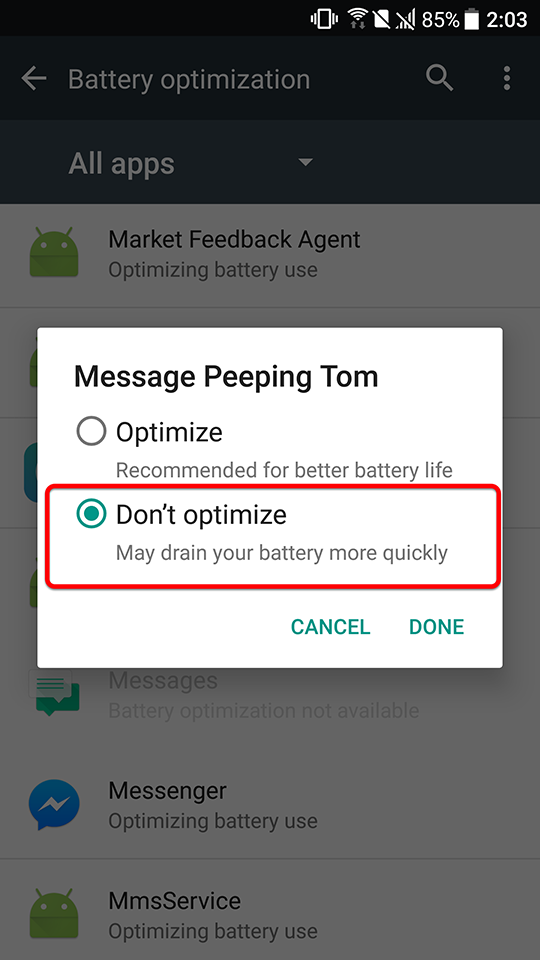 85% 2:03
Battery optimization
All apps
Market Feedback Agent
Optimizing battery use
Message Peeping Tom
Optimize
Recommended for better battery life
Don't optimize
May drain your battery more quickly
CANCEL DONE
Messages
Battery optimization not available
Messenger
Optimizing battery use
MmsService
Optimizing battery use